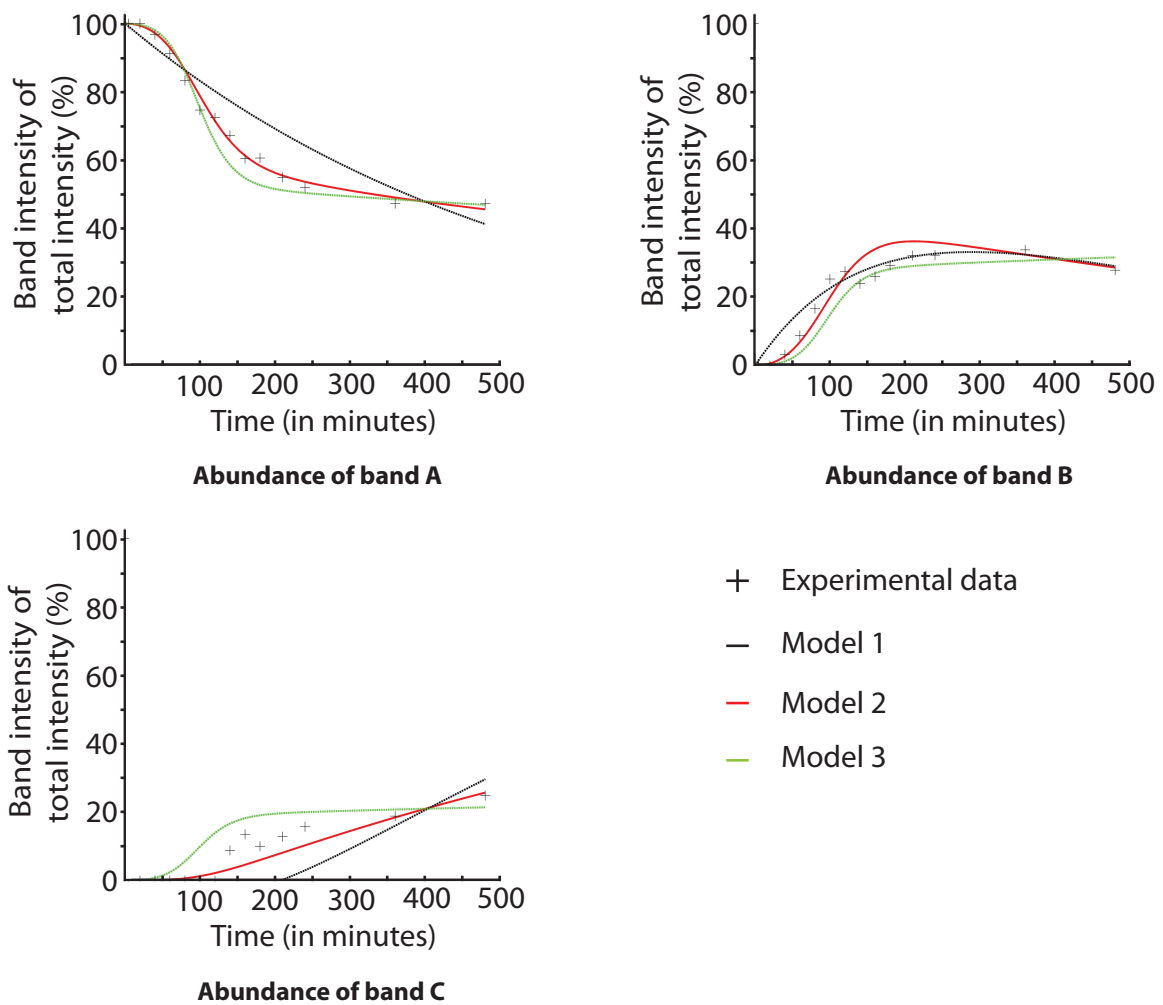 Band intensity of
total intensity (%)
100
80
60
40
20
0
100 200 300 400 500
Time (in minutes)
Abundance of band A
Band intensity of
total intensity (%)
100
80
60
40
20
0
100 200 300 400 500
Time (in minutes)
Abundance of band B
Band intensity of
total intensity (%)
100
80
60
40
20
0
100 200 300 400 500
Time (in minutes)
Abundance of band C
Experimental data
Model 1
Model 2
Model 3